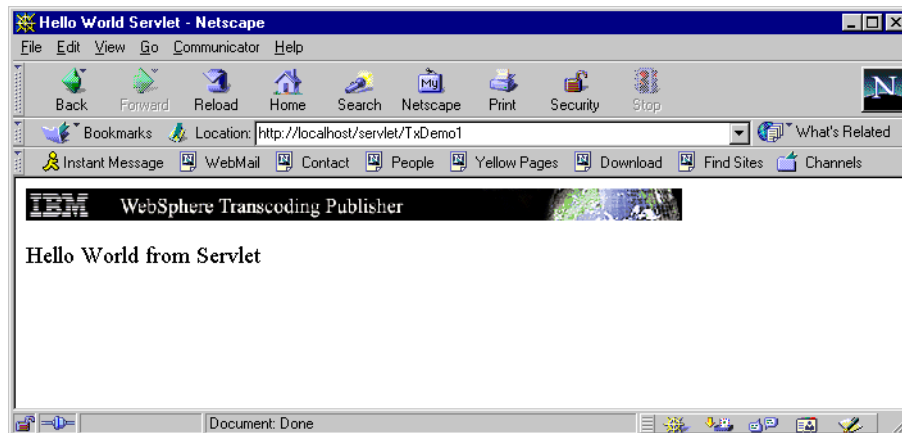 Hello World Servlet - Netscape
File Edit View Go Communicator Help
My
N
Back Forward Reload Home Search Netscape Print Security Stop
Bookmarks Location: http://localhost/servlet/TxDemo1 What's Related
Instant Message WebMail Contact People Yellow Pages Download Find Sites Channels
IBM WebSphere Transcoding Publisher
Hello World from Servlet
Document: Done